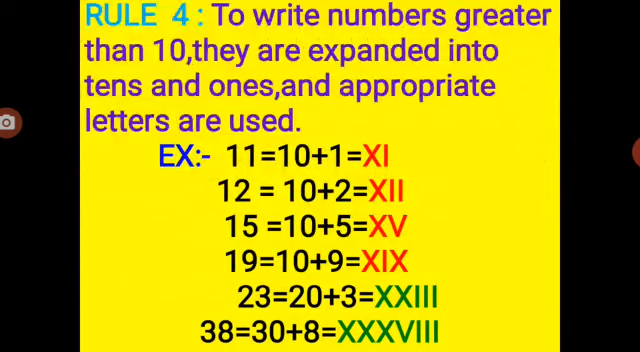 RULE 4 : To write numbers greater
than 10,they are expanded into
tens and ones,and appropriate
letters are used.
EX:- 11=10+1=XI
12 = 10+2=XII
15 =10+5=XV
19=10+9=XIX
23=20+3=XXIII
38=30+8=XXXVIII